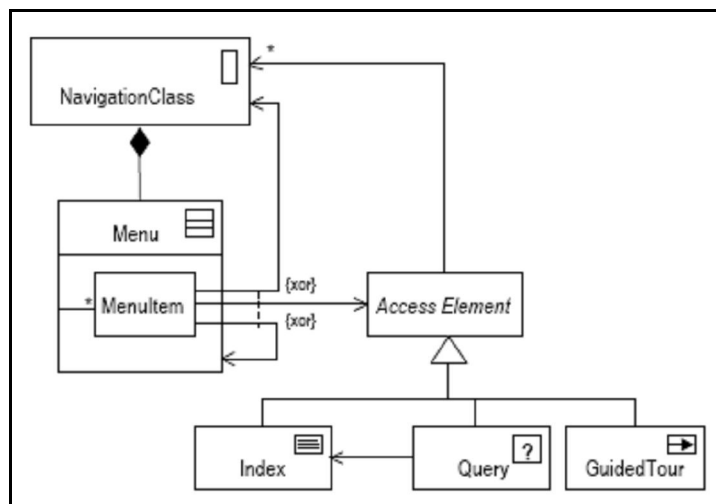 *
NavigationClass
Menu
{xor}
* MenuItem
Access Element
{xor}
?
Index
Query
GuidedTour